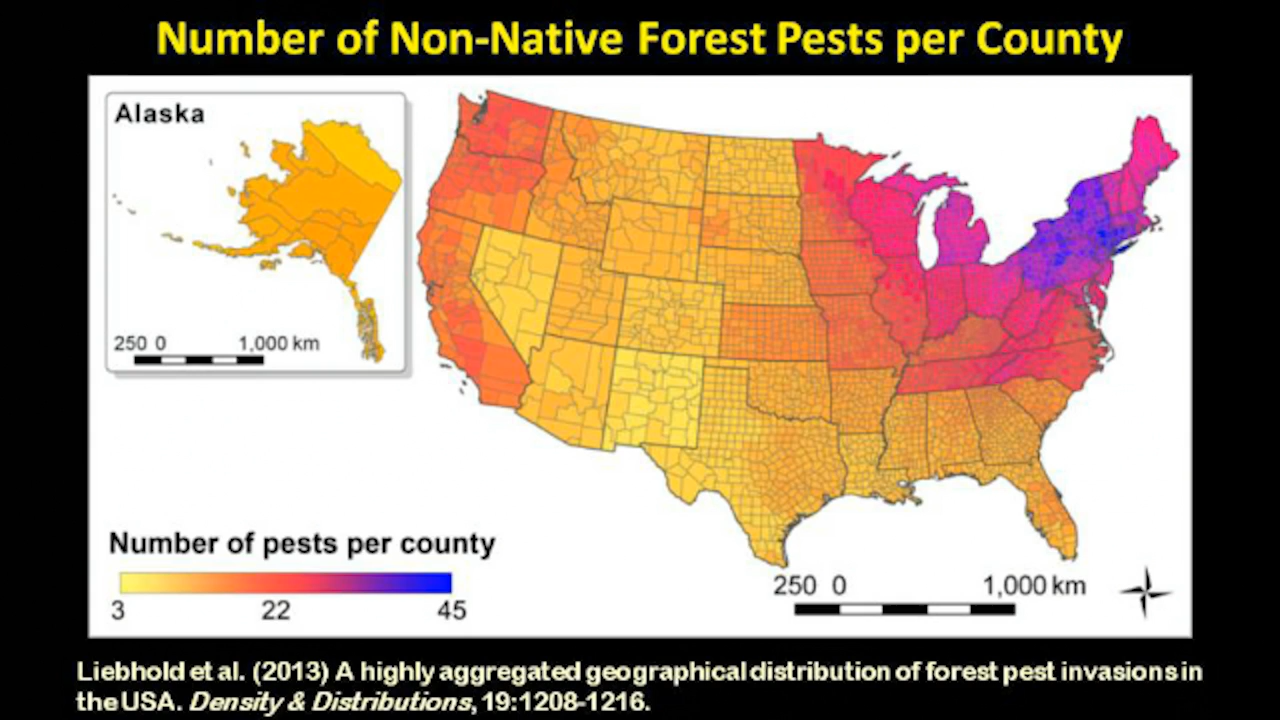 Number of Non-Native Forest Pests per County
Alaska
250 0 1,000 km
Number of pests per county
3 22 45
250 0 1,000 km
Liebhold et al. (2013) A highly aggregated geographical distribution of forest pest invasions in
the USA. Density & Distributions, 19:1208-1216.